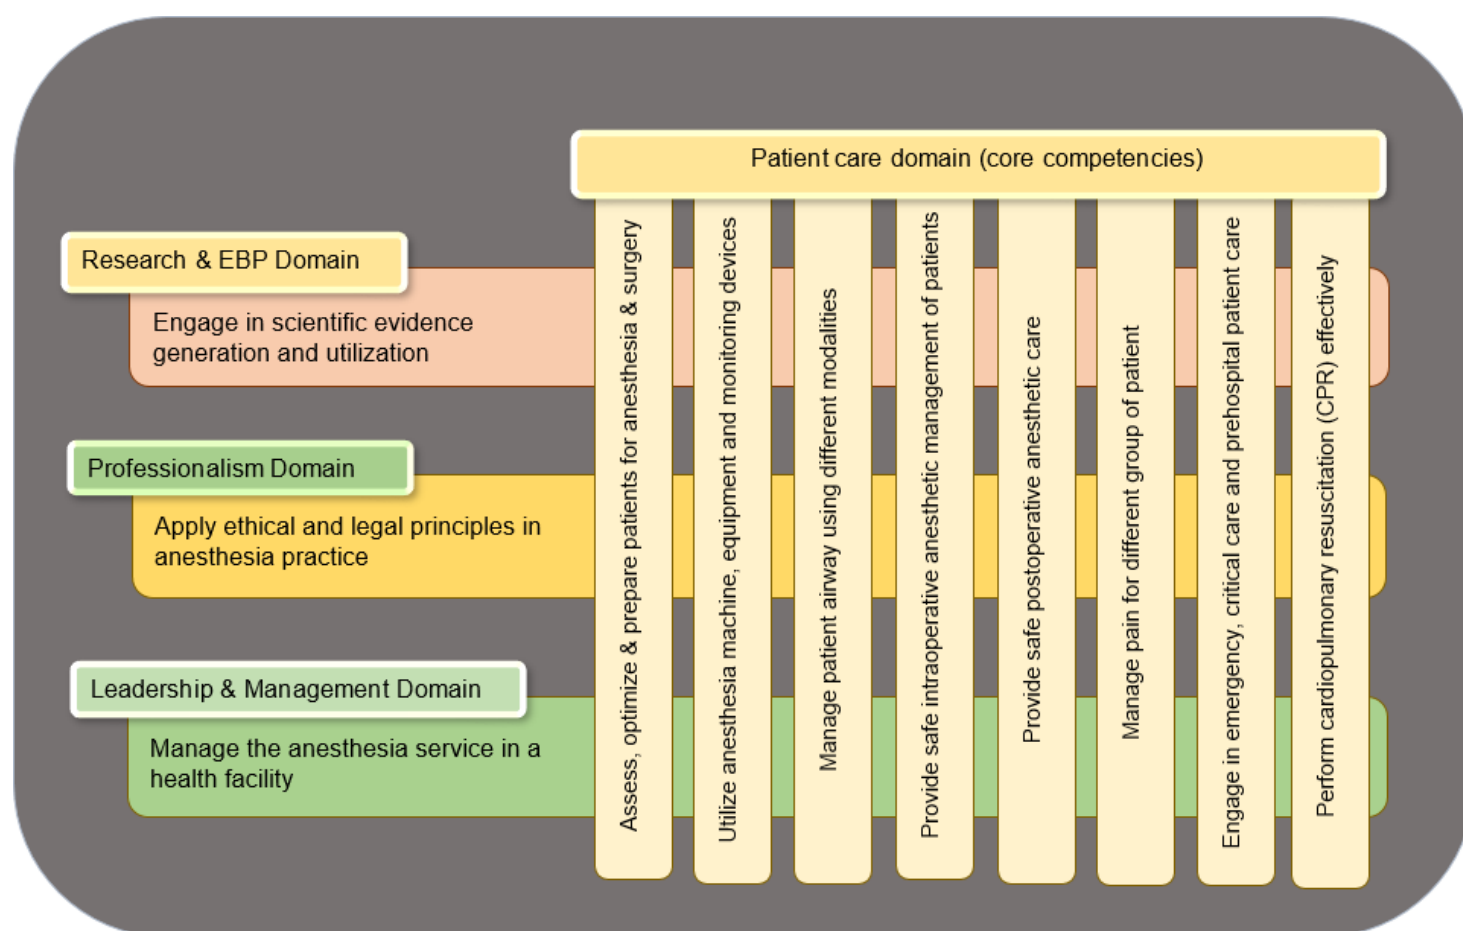 Patient care domain (core competencies)
Research & EBP Domain
Engage in scientific evidence
generation and utilization
Professionalism Domain
Apply ethical and legal principles in
anesthesia practice
Leadership & Management Domain
Manage the anesthesia service in a
health facility
Assess, optimize & prepare patients for anesthesia & surgery
Utilize anesthesia machine, equipment and monitoring devices
Manage patient airway using different modalities
Provide safe intraoperative anesthetic management of patients
Provide safe postoperative anesthetic care
Manage pain for different group of patient
Engage in emergency, critical care and prehospital patient care
Perform cardiopulmonary resuscitation (CPR) effectively